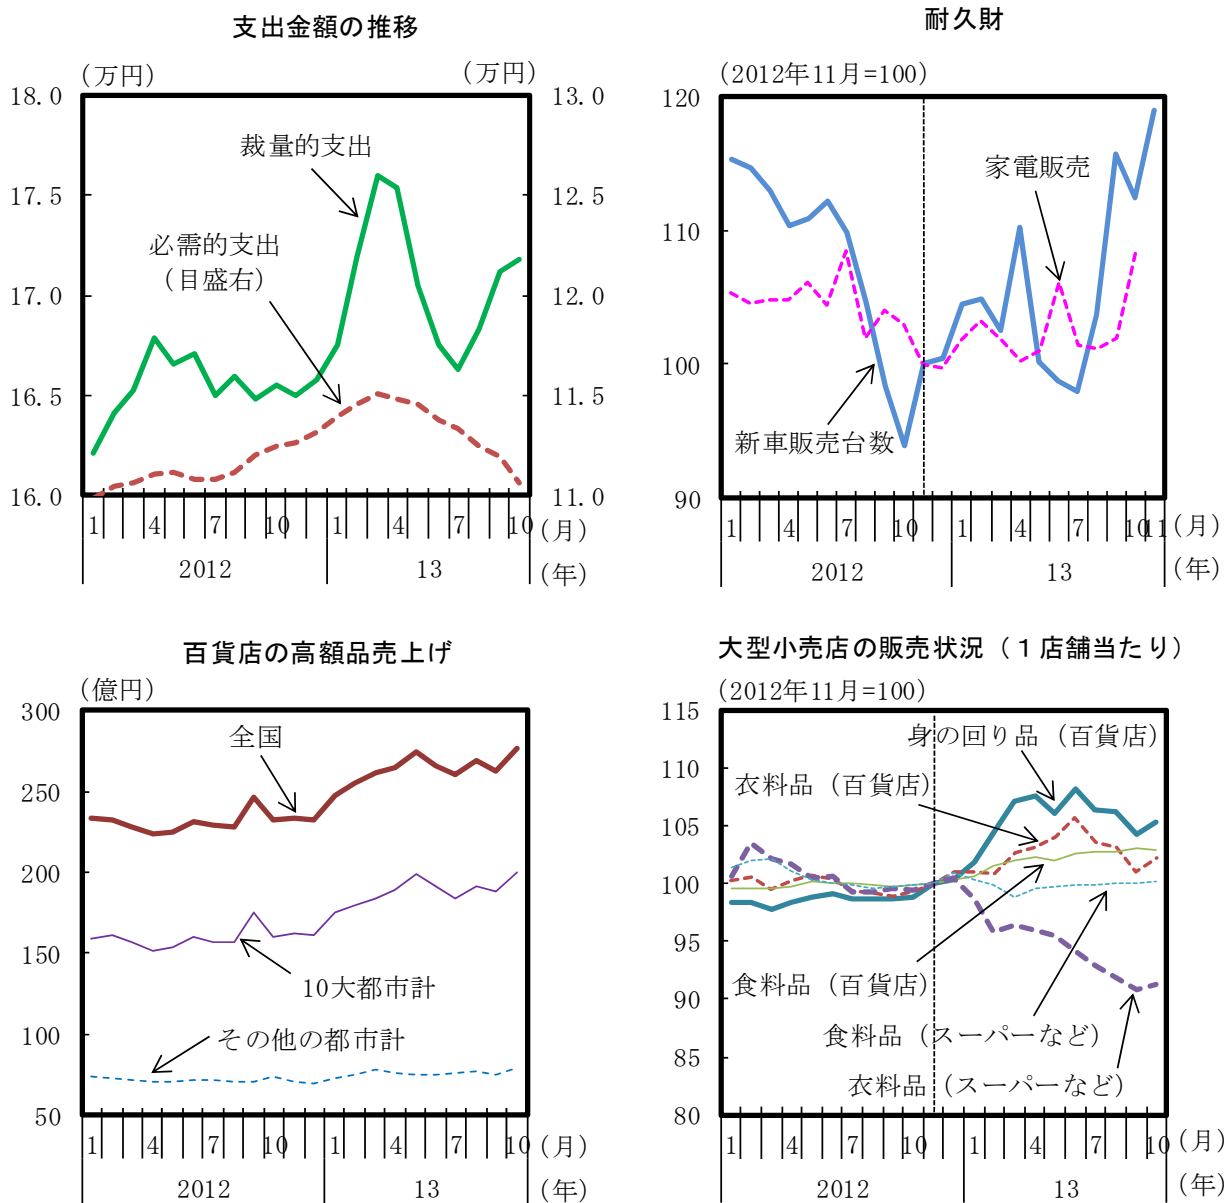 支出金額の推移
（万円）
（万円）
18.0
17.5
17.0
16.5
16.0
13.0
12.5
12.0
11.5
11.0
裁量的支出
必需的支出
（目盛右）
1 4 7 10 1 4 7 10 （月）
2012 13 （年）
耐久財
（2012年11月=100）
120
110
100
90
家電販売
新車販売台数
1 4 7 10 1 4 7 10 11 （月）
2012 13 （年）
百貨店の高額品売上げ
（億円）
300
250
200
150
100
50
全国
10大都市計
その他の都市計
1 4 7 10 1 4 7 10 （月）
2012 13 （年）
大型小売店の販売状況（１店舗当たり）
（2012年11月=100）
115
110
105
100
95
90
85
80
身の回り品（百貨店）
衣料品（百貨店）
食料品（百貨店）
食料品（スーパーなど）
衣料品（スーパーなど）
1 4 7 10 1 4 7 10 （月）
2012 13 （年）